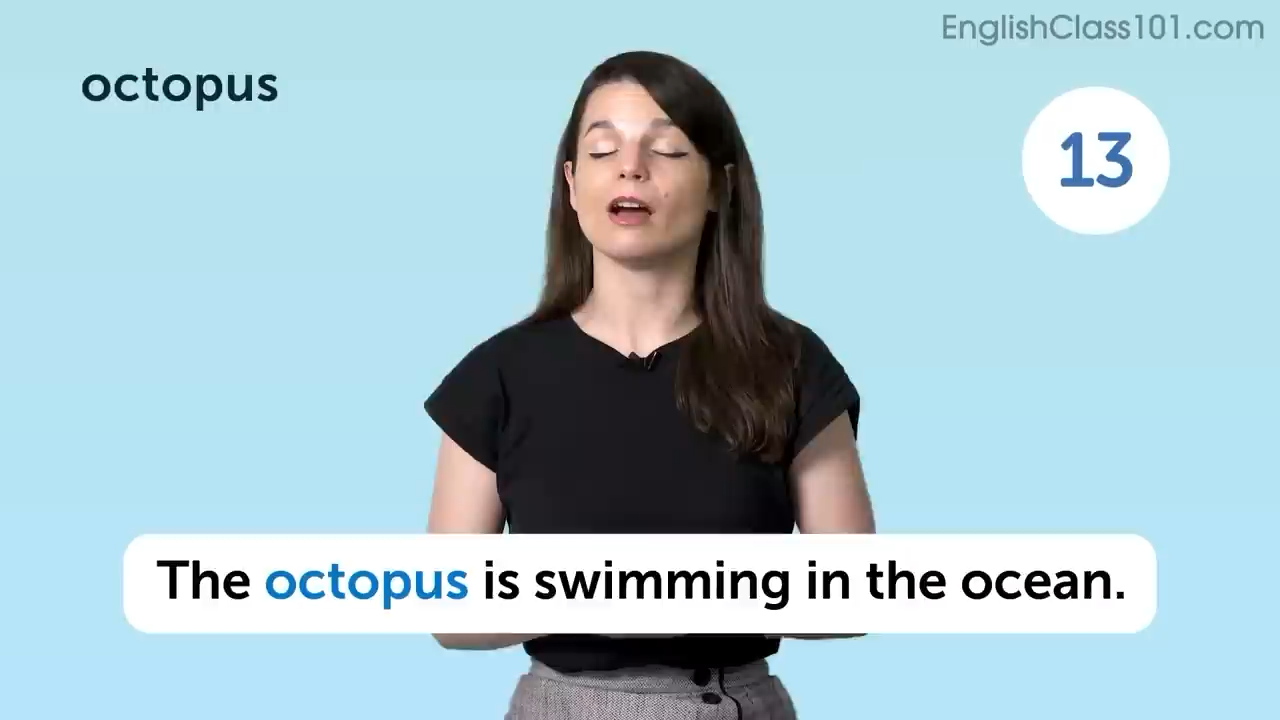 EnglishClass101.com
octopus
13
The octopus is swimming in the ocean.